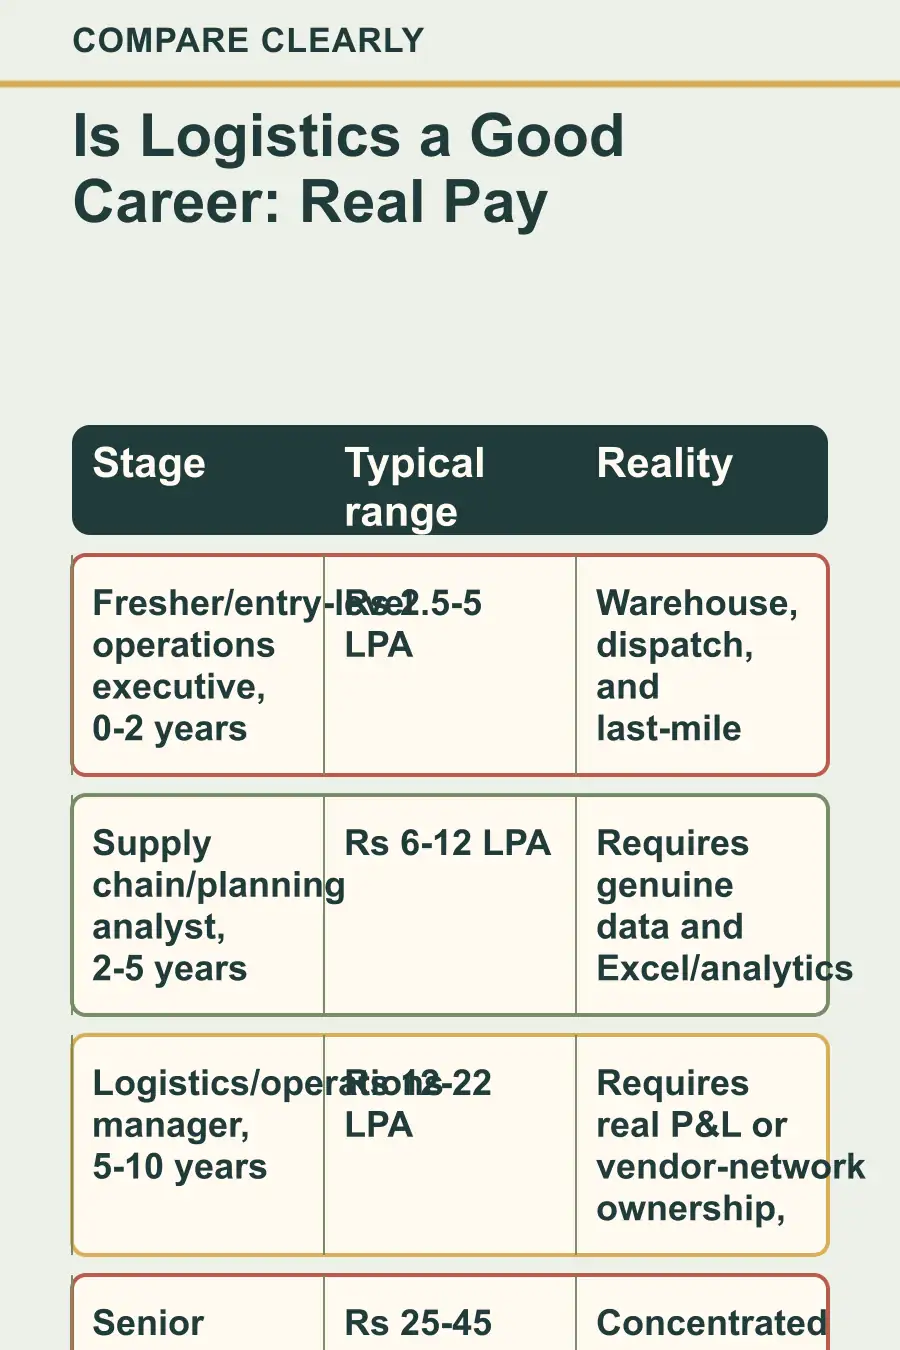 COMPARE CLEARLY
Is Logistics a Good
Career: Real Pay
Stage
Typical
range
Reality
Fresher/entry-level
operations
executive,
0-2 years
Rs 2.5-5
LPA
Warehouse,
dispatch,
and
last-mile
Supply
chain/planning
analyst,
2-5 years
Rs 6-12 LPA
Requires
genuine
data and
Excel/analytics
Logistics/operations
manager,
5-10 years
Rs 12-22
LPA
Requires
real P&L or
vendor-network
ownership,
Senior
Rs 25-45
Concentrated